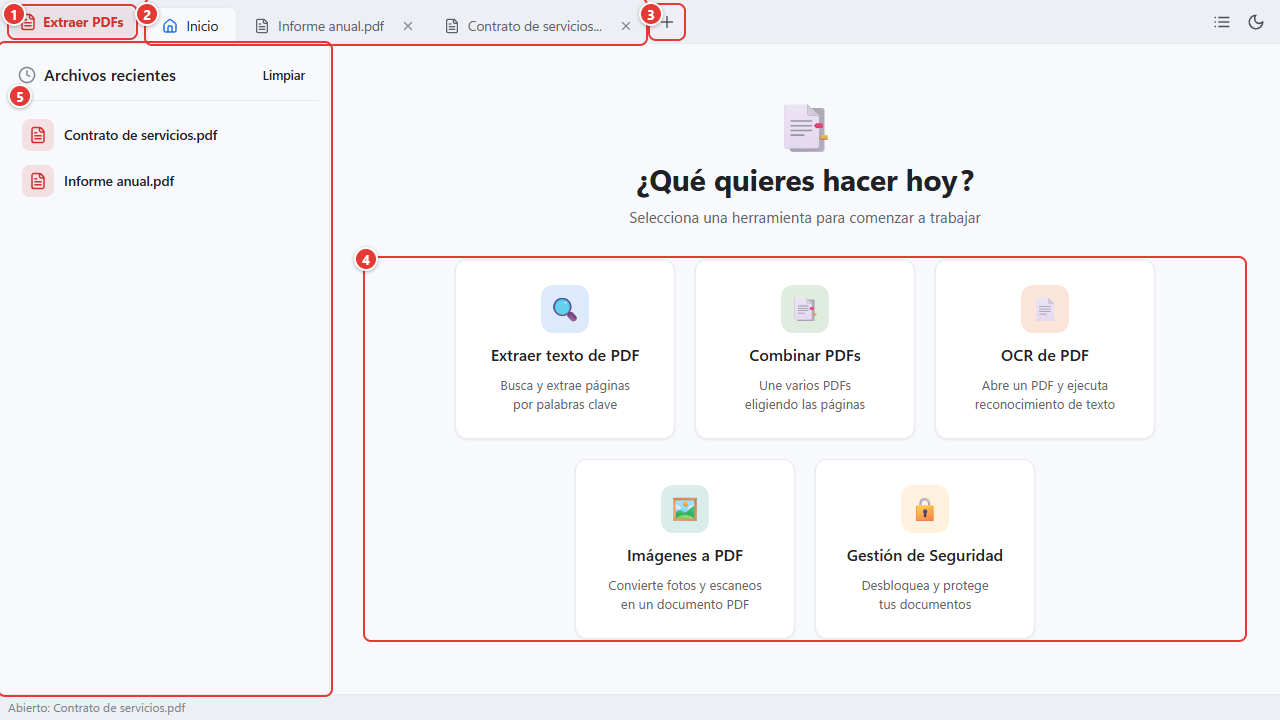 1
Extraer PDFs
2
Inicio
Informe anual.pdf
Contrato de servicios...
3
5
Archivos recientes
Limpiar
Contrato de servicios.pdf
Informe anual.pdf
¿Qué quieres hacer hoy?
Selecciona una herramienta para comenzar a trabajar
4
Extraer texto de PDF
Busca y extrae páginas
por palabras clave
Combinar PDFs
Une varios PDFs
eligiendo las páginas
OCR de PDF
Abre un PDF y ejecuta
reconocimiento de texto
Imágenes a PDF
Convierte fotos y escaneos
en un documento PDF
Gestión de Seguridad
Desbloquea y protege
tus documentos
Abierto: Contrato de servicios.pdf